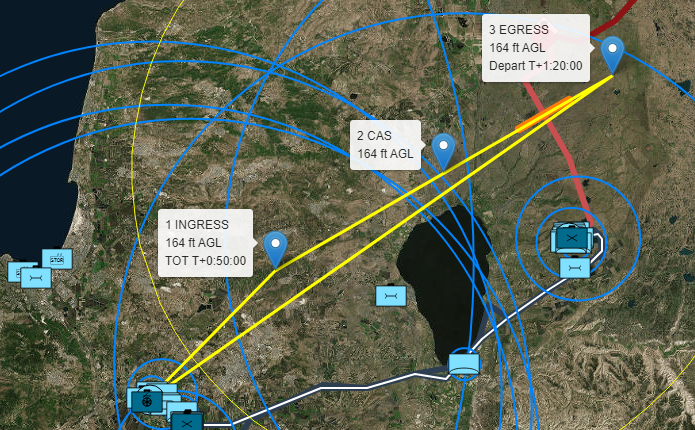 3 EGRESS
164 ft AGL
Depart T+1:20:00
2 CAS
164 ft AGL
1 INGRESS
164 ft AGL
TOT T+0:50:00